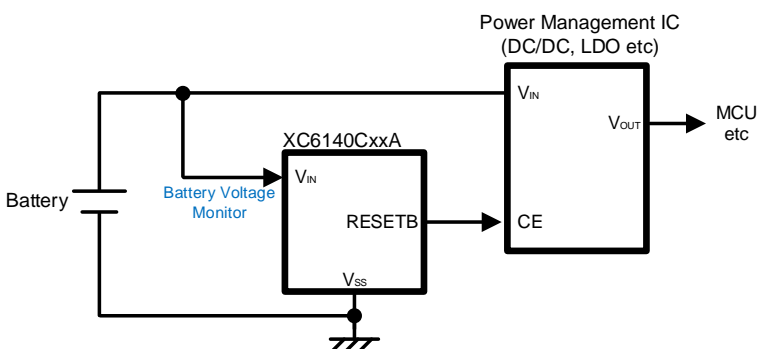 Power Management IC
(DC/DC, LDO etc)
VIN
VOUT
MCU
etc
XC6140CxxA
VIN
Battery Voltage
Monitor
Battery
RESETB
CE
VSS